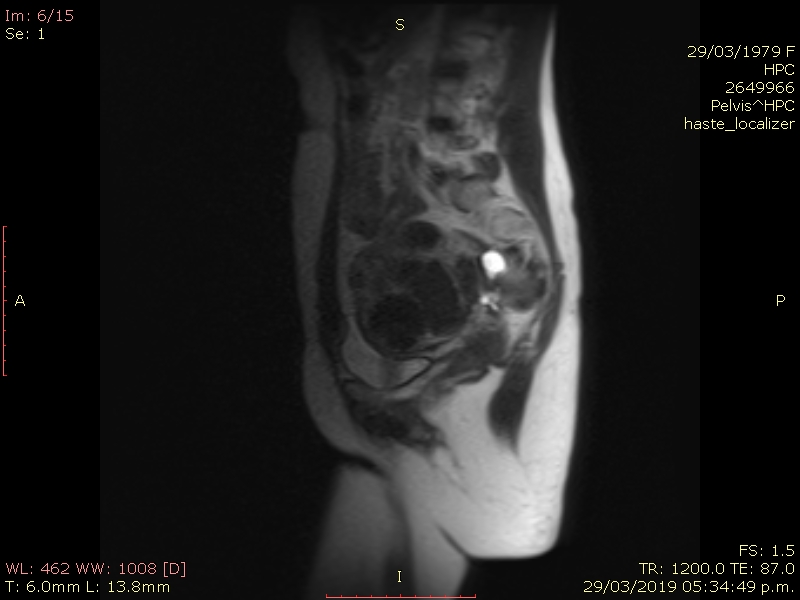 Im: 6/15
Se: 1
S
29/03/1979 F
HPC
2649966
Pelvis^HPC
haste_localizer
A
P
WL: 462 WW: 1008 [D]
T: 6.0mm L: 13.8mm
I
FS: 1.5
TR: 1200.0 TE: 87.0
29/03/2019 05:34:49 p.m.